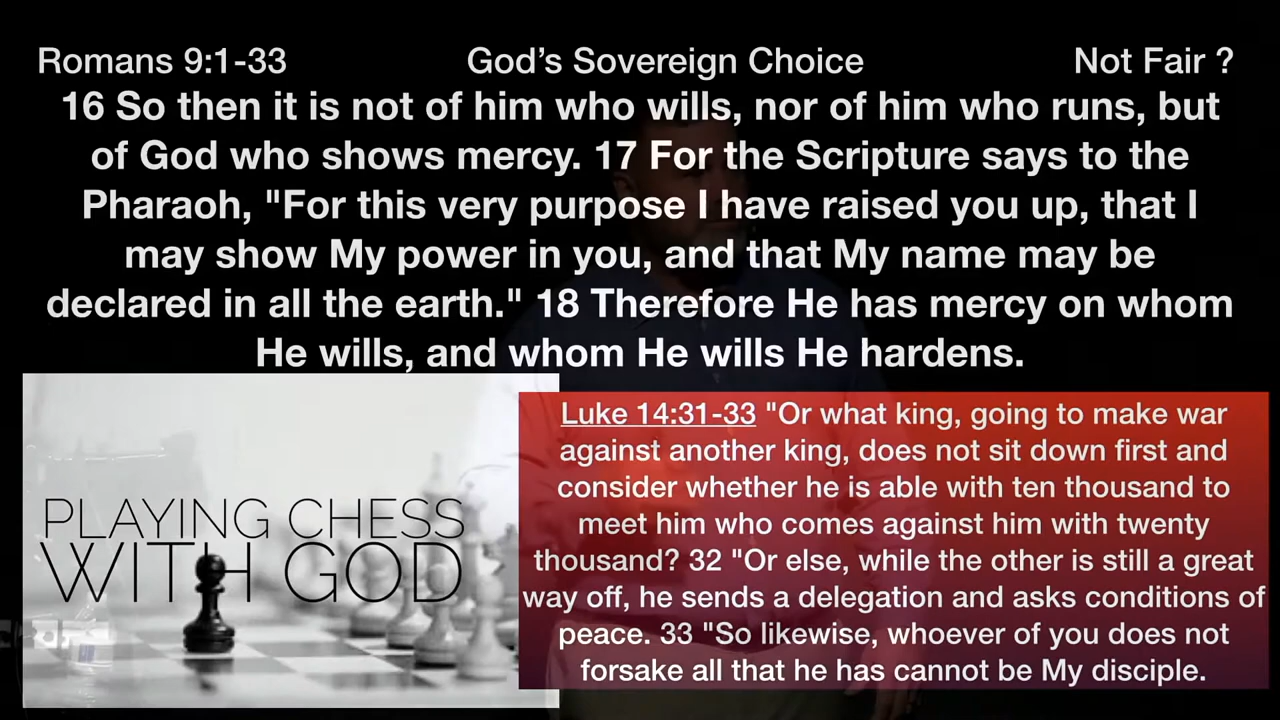 Romans 9:1-33 God’s Sovereign Choice Not Fair ?
16 So then it is not of him who wills, nor of him who runs, but
of God who shows mercy. 17 For the Scripture says to the
Pharaoh, "For this very purpose I have raised you up, that I
may show My power in you, and that My name may be
declared in all the earth." 18 Therefore He has mercy on whom
He wills, and whom He wills He hardens.
PLAYING CHESS
WITH GOD
Luke 14:31-33 "Or what king, going to make war
against another king, does not sit down first and
consider whether he is able with ten thousand to
meet him who comes against him with twenty
thousand? 32 "Or else, while the other is still a great
way off, he sends a delegation and asks conditions of
peace. 33 "So likewise, whoever of you does not
forsake all that he has cannot be My disciple.